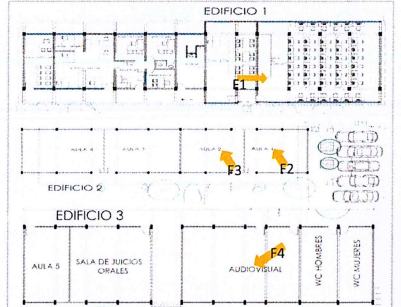 EDIFICIO 1
F1
AULA 4
AULA 3
AULA 2
AULA 1
F3
F2
EDIFICIO 2
EDIFICIO 3
AULA 5
SALA DE JUICIOS
ORALES
F4
AUDIOVISUAL
WC HOMBRES
WC MUJERES